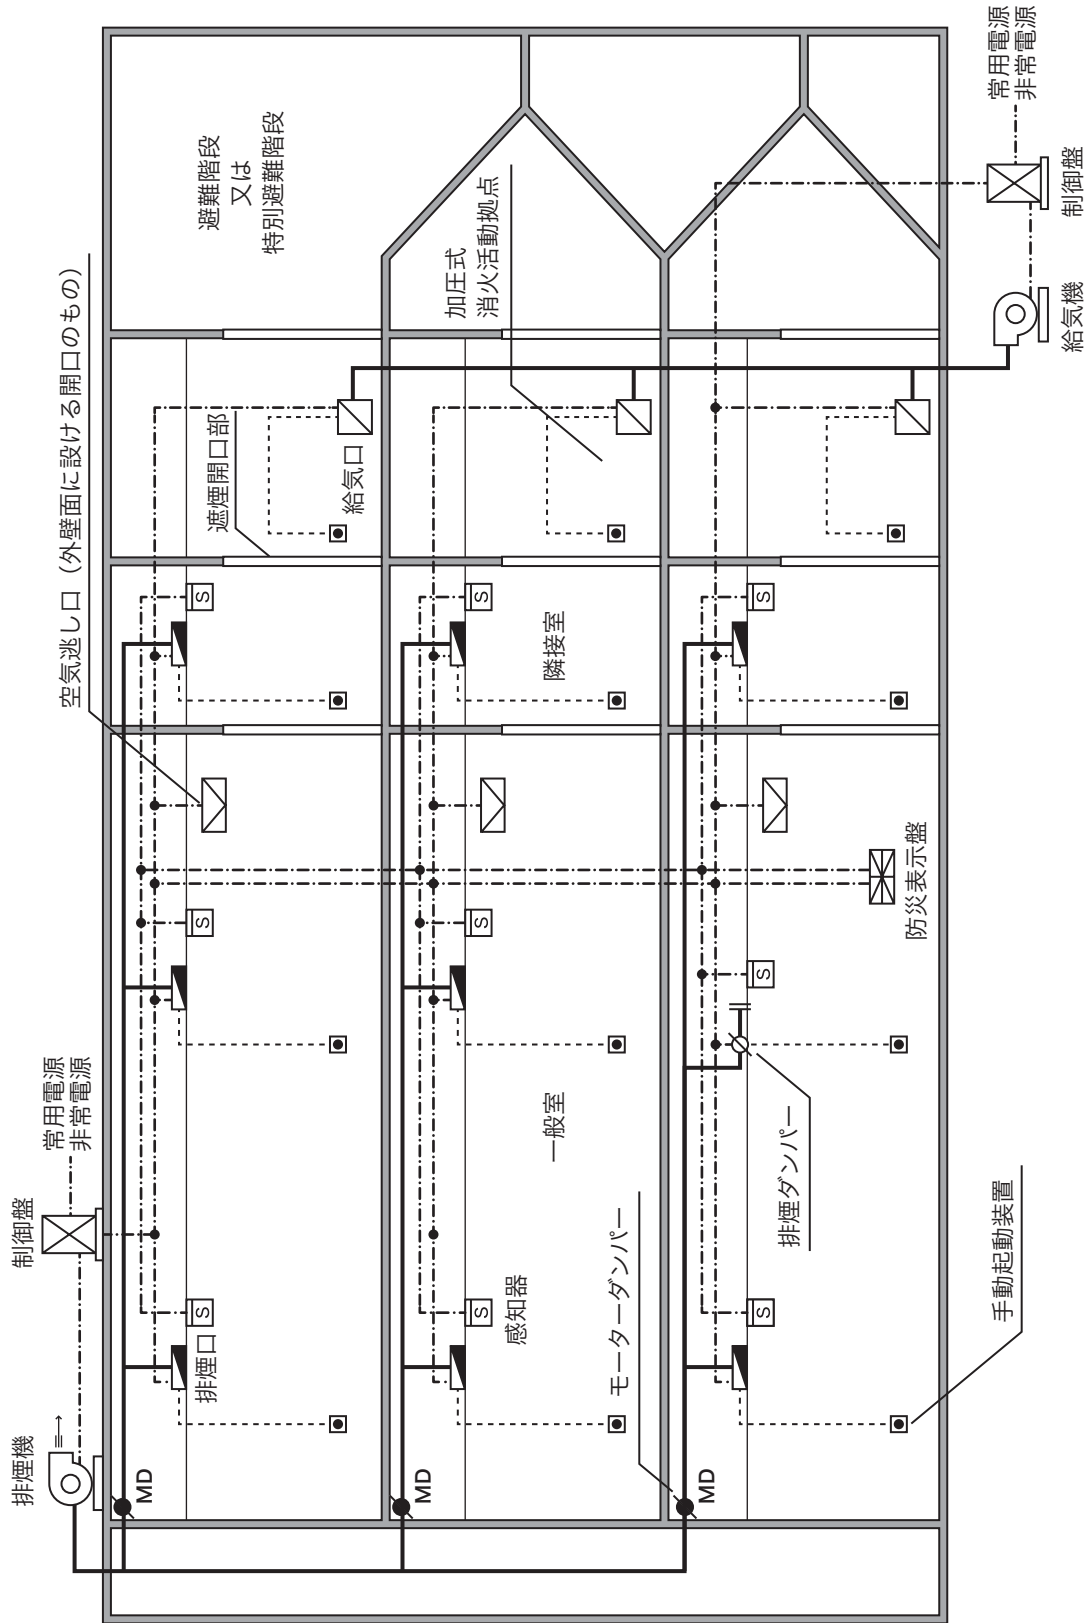 排煙機
制御盤
常用電源
非常電源
空気逃し口（外壁面に設ける開口のもの）
避難階段
又は
特別避難階段
MD
排煙口
S
S
S
遮煙開口部
給気口
加圧式
消火活動拠点
MD
感知器
S
一般室
S
隣接室
S
モーターダンパー
MD
排煙ダンパー
S
S
S
防災表示盤
手動起動装置
給気機
制御盤
常用電源
非常電源